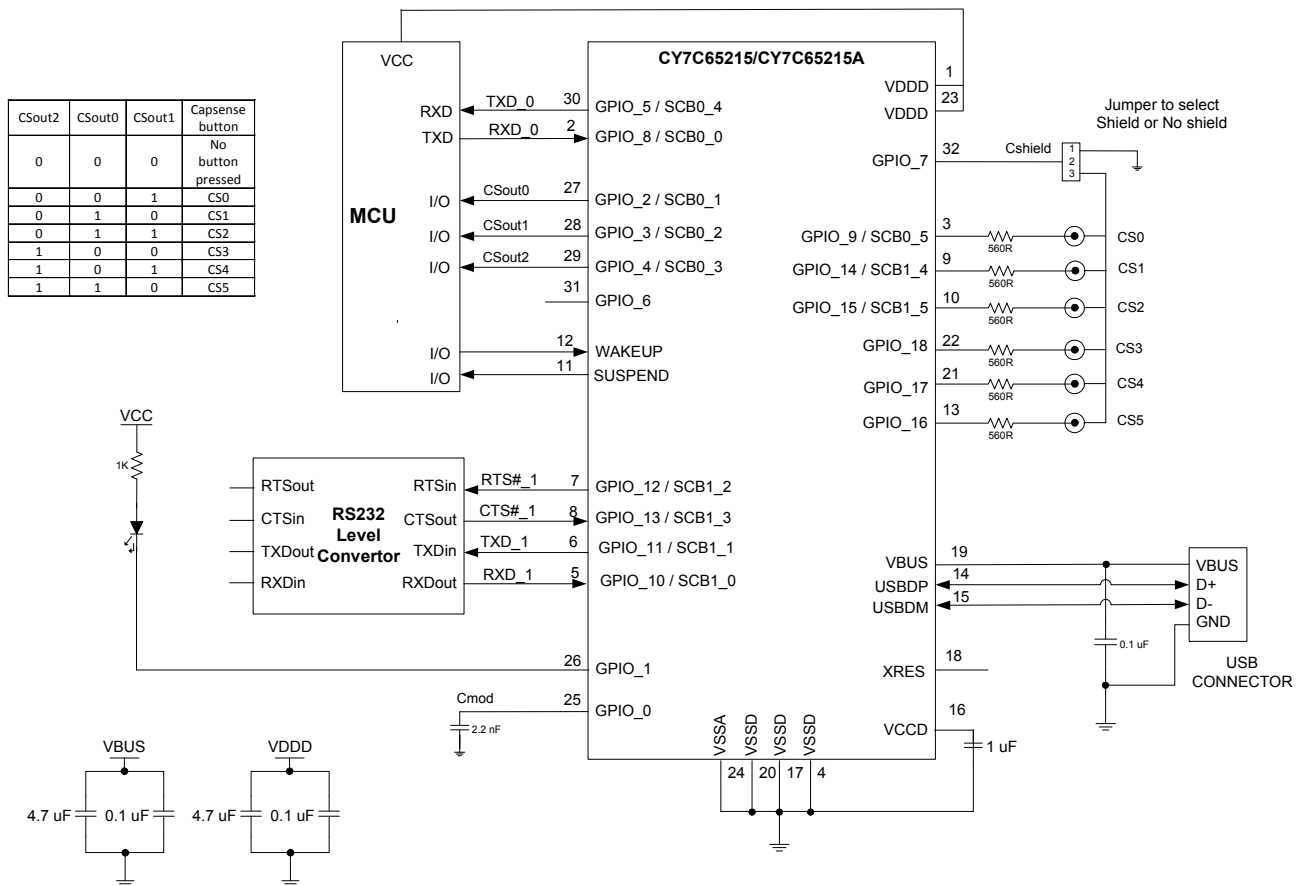 CSout2 CSout0 CSout1 Capsense button
0 0 0 No button pressed
0 0 1 CS0
0 1 0 CS1
0 1 1 CS2
1 0 0 CS3
1 0 1 CS4
1 1 0 CS5
VCC
MCU
RXD
TXD
I/O
I/O
I/O
I/O
I/O
TXD_0
RXD_0
CSout0
CSout1
CSout2
30
2
27
28
29
31
12
11
CY7C65215/CY7C65215A
GPIO_5 / SCB0_4
GPIO_8 / SCB0_0
GPIO_2 / SCB0_1
GPIO_3 / SCB0_2
GPIO_4 / SCB0_3
GPIO_6
WAKEUP
SUSPEND
VDDD 1
VDDD 23
GPIO_7 32
Cshield
1
2
3
Jumper to select
Shield or No shield
GPIO_9 / SCB0_5 3 560R CS0
GPIO_14 / SCB1_4 9 560R CS1
GPIO_15 / SCB1_5 10 560R CS2
GPIO_18 22 560R CS3
GPIO_17 21 560R CS4
GPIO_16 13 560R CS5
VCC
1K
RS232
Level
Convertor
RTSout RTSin RTS#_1 7 GPIO_12 / SCB1_2
CTSin CTSout CTS#_1 8 GPIO_13 / SCB1_3
TXDout TXDin TXD_1 6 GPIO_11 / SCB1_1
RXDin RXDout RXD_1 5 GPIO_10 / SCB1_0
26 GPIO_1
Cmod 25 GPIO_0
2.2 nF
VBUS 19 VBUS
USBDP 14 D+
USBDM 15 D-
GND
0.1 uF
USB
CONNECTOR
XRES 18
VCCD 16
1 uF
VSSA
VSSD
VSSD
VSSD
24 20 17 4
VBUS
4.7 uF 0.1 uF
VDDD
4.7 uF 0.1 uF